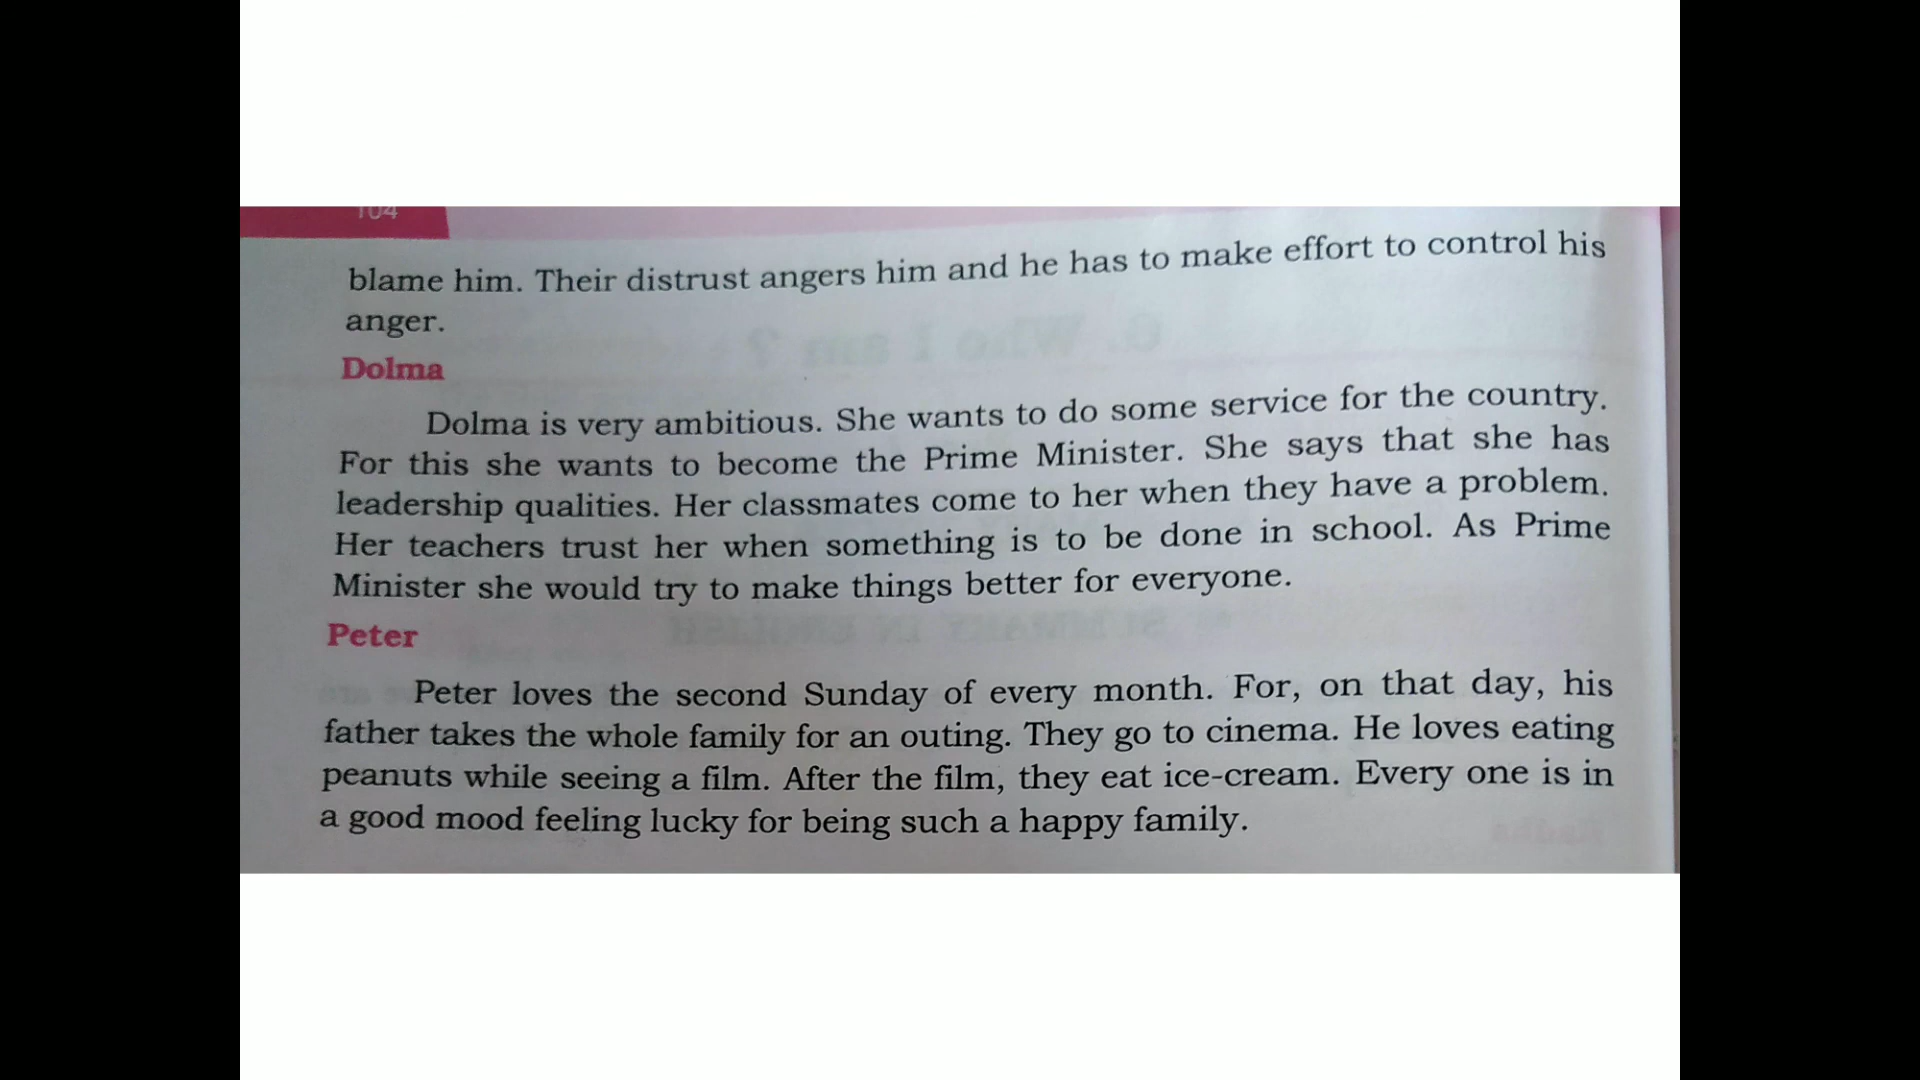 104
blame him. Their distrust angers him and he has to make effort to control his
anger.
Dolma
Dolma is very ambitious. She wants to do some service for the country.
For this she wants to become the Prime Minister. She says that she has
leadership qualities. Her classmates come to her when they have a problem.
Her teachers trust her when something is to be done in school. As Prime
Minister she would try to make things better for everyone.
Peter
Peter loves the second Sunday of every month. For, on that day, his
father takes the whole family for an outing. They go to cinema. He loves eating
peanuts while seeing a film. After the film, they eat ice-cream. Every one is in
a good mood feeling lucky for being such a happy family.